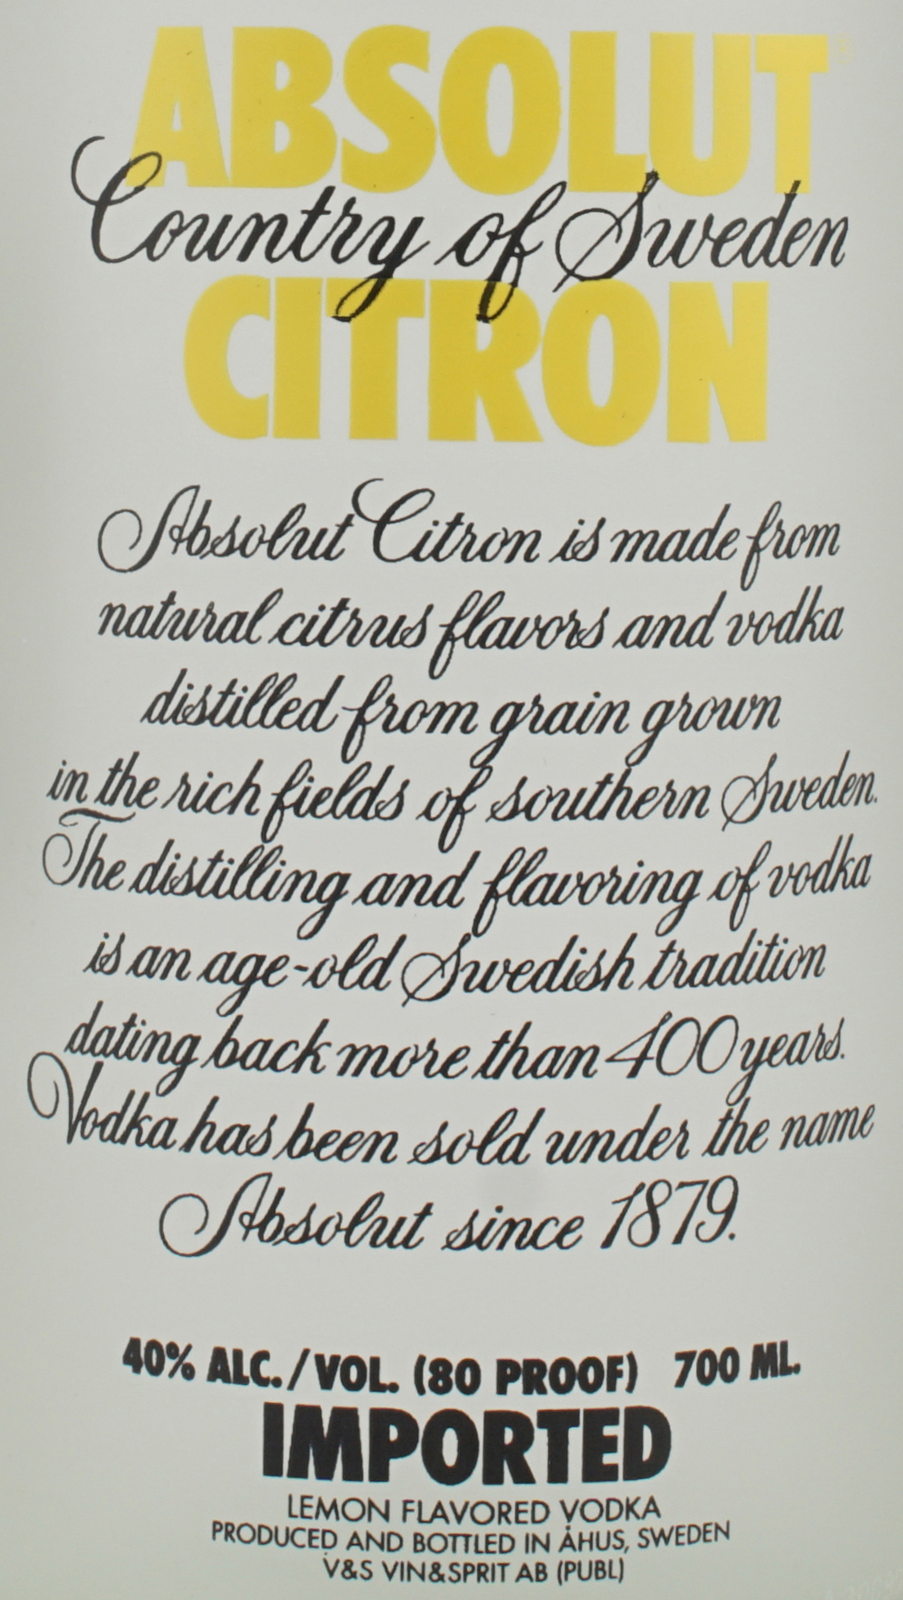 ABSOLUT
Country of Sweden
CITRON
Absolut Citron is made from
natural citrus flavors and vodka
distilled from grain grown
in the rich fields of southern Sweden.
The distilling and flavoring of vodka
is an age-old Swedish tradition
dating back more than 400 years.
Vodka has been sold under the name
Absolut since 1879.
40% ALC./VOL. (80 PROOF) 700 ML.
IMPORTED
LEMON FLAVORED VODKA
PRODUCED AND BOTTLED IN ÅHUS, SWEDEN
V&S VIN&SPRIT AB (PUBL)